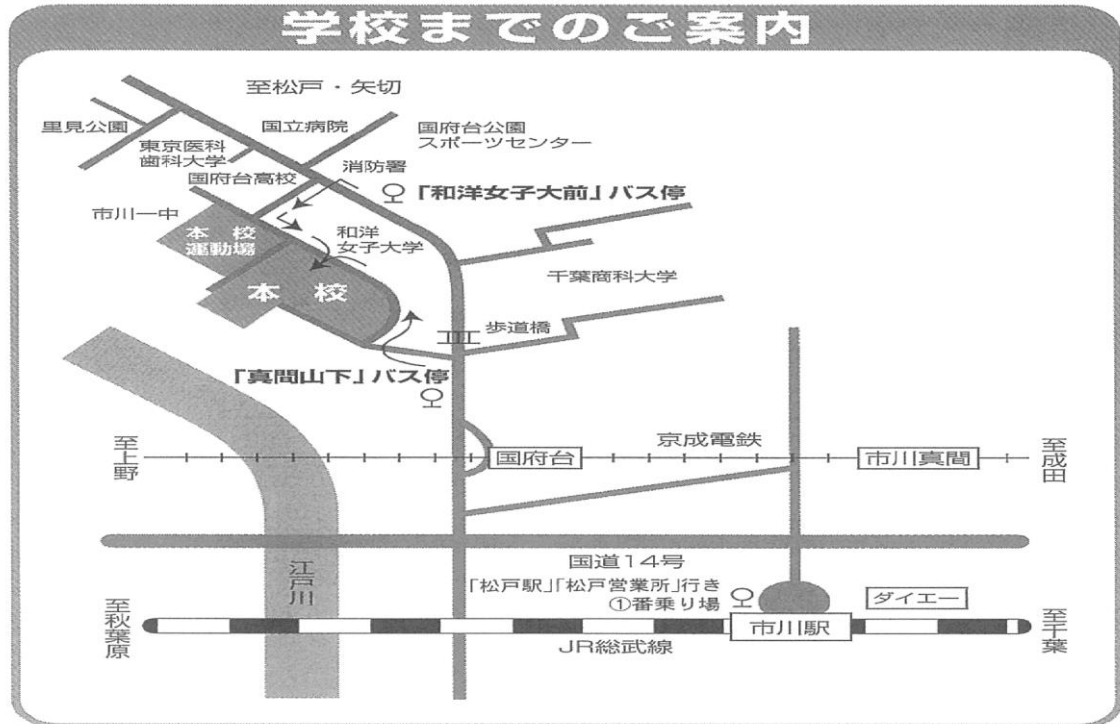 学校までのご案内
至松戸・矢切
里見公園
国立病院
国府台公園
スポーツセンター
東京医科
歯科大学
消防署
国府台高校
「和洋女子大前」バス停
市川一中
本校
運動場
和洋
女子大学
千葉商科大学
本校
歩道橋
「真間山下」バス停
京成電鉄
至上野
国府台
市川真間
至成田
国道14号
江戸川
「松戸駅」「松戸営業所」行き
①番乗り場
ダイエー
至秋葉原
市川駅
至千葉
JR総武線